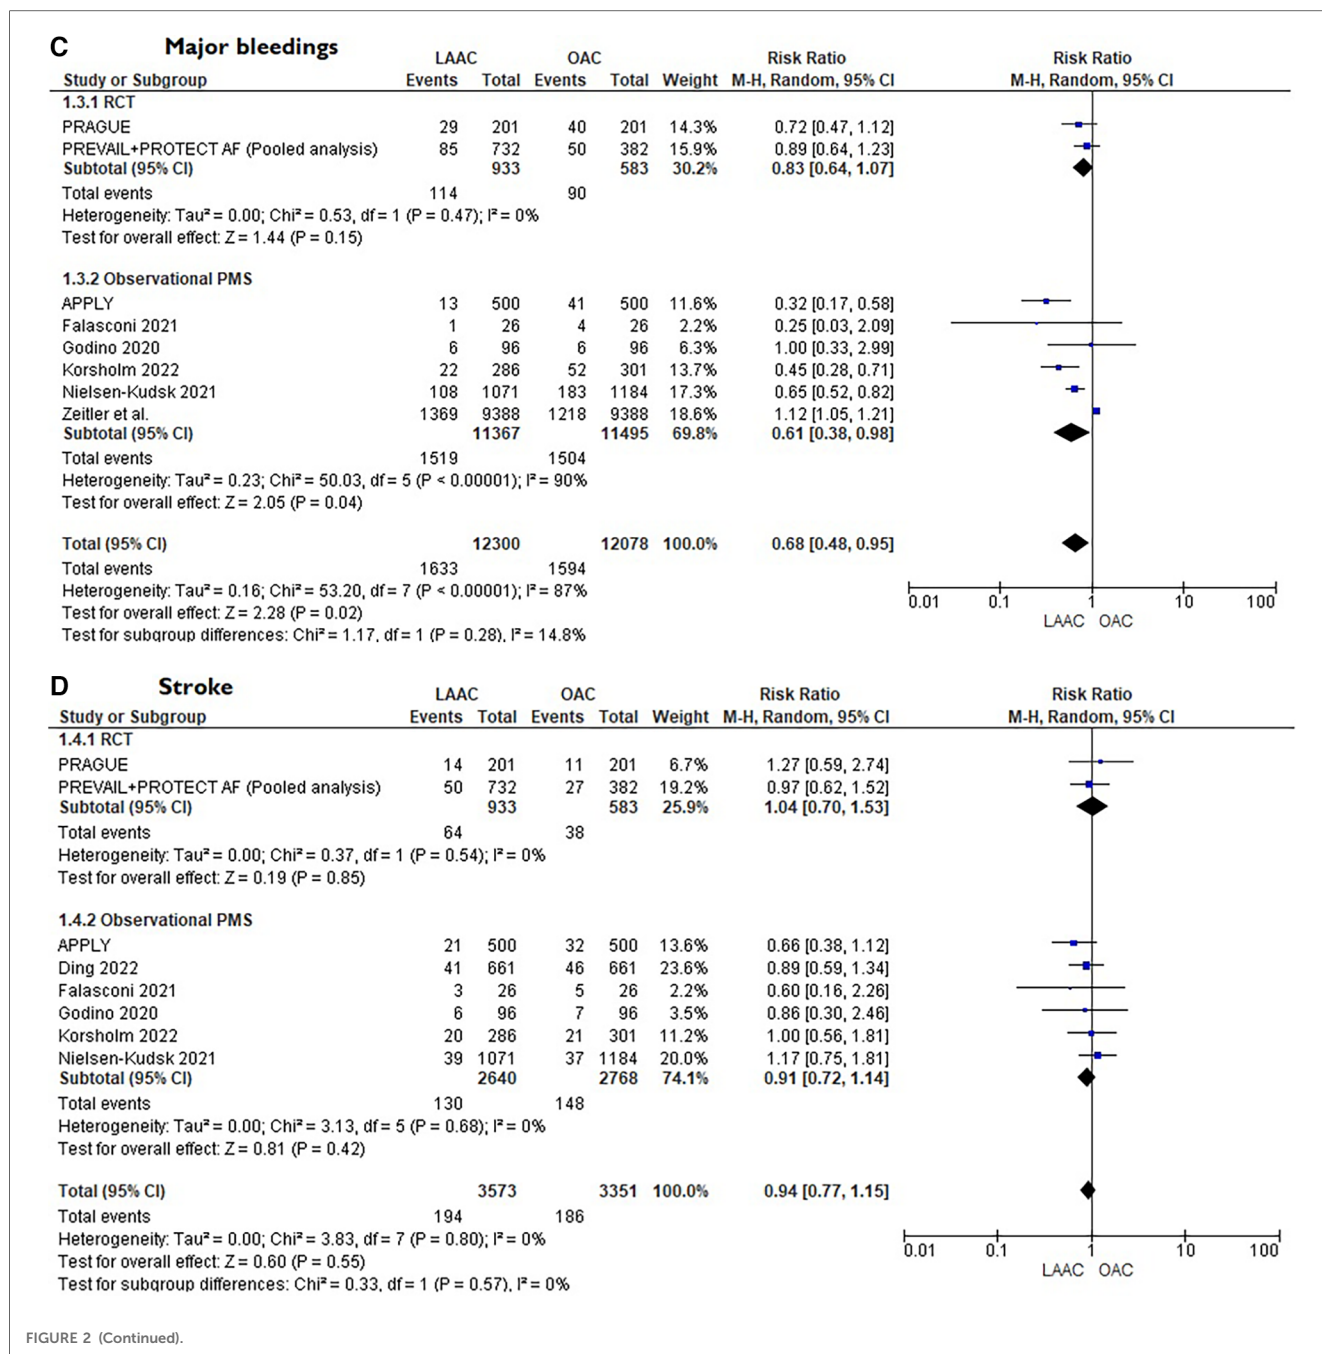 C Major bleedings
LAAC OAC Risk Ratio Risk Ratio
Study or Subgroup Events Total Events Total Weight M-H, Random, 95% CI M-H, Random, 95% CI
1.3.1 RCT
PRAGUE 29 201 40 201 14.3% 0.72 [0.47, 1.12]
PREVAIL+PROTECT AF (Pooled analysis) 85 732 50 382 15.9% 0.89 [0.64, 1.23]
Subtotal (95% CI) 933 583 30.2% 0.83 [0.64, 1.07]
Total events 114 90
Heterogeneity: Tau² = 0.00; Chi² = 0.53, df = 1 (P = 0.47); I² = 0%
Test for overall effect: Z = 1.44 (P = 0.15)
1.3.2 Observational PMS
APPLY 13 500 41 500 11.6% 0.32 [0.17, 0.58]
Falasconi 2021 1 26 4 26 2.2% 0.25 [0.03, 2.09]
Godino 2020 6 96 6 96 6.3% 1.00 [0.33, 2.99]
Korsholm 2022 22 286 52 301 13.7% 0.45 [0.28, 0.71]
Nielsen-Kudsk 2021 108 1071 183 1184 17.3% 0.65 [0.52, 0.82]
Zeitler et al. 1369 9388 1218 9388 18.6% 1.12 [1.05, 1.21]
Subtotal (95% CI) 11367 11495 69.8% 0.61 [0.38, 0.98]
Total events 1519 1504
Heterogeneity: Tau² = 0.23; Chi² = 50.03, df = 5 (P < 0.00001); I² = 90%
Test for overall effect: Z = 2.05 (P = 0.04)
Total (95% CI) 12300 12078 100.0% 0.68 [0.48, 0.95]
Total events 1633 1594
Heterogeneity: Tau² = 0.16; Chi² = 53.20, df = 7 (P < 0.00001); I² = 87%
Test for overall effect: Z = 2.28 (P = 0.02)
Test for subgroup differences: Chi² = 1.17, df = 1 (P = 0.28), I² = 14.8%
0.01 0.1 1 10 100
LAAC OAC
D Stroke
LAAC OAC Risk Ratio Risk Ratio
Study or Subgroup Events Total Events Total Weight M-H, Random, 95% CI M-H, Random, 95% CI
1.4.1 RCT
PRAGUE 14 201 11 201 6.7% 1.27 [0.59, 2.74]
PREVAIL+PROTECT AF (Pooled analysis) 50 732 27 382 19.2% 0.97 [0.62, 1.52]
Subtotal (95% CI) 933 583 25.9% 1.04 [0.70, 1.53]
Total events 64 38
Heterogeneity: Tau² = 0.00; Chi² = 0.37, df = 1 (P = 0.54); I² = 0%
Test for overall effect: Z = 0.19 (P = 0.85)
1.4.2 Observational PMS
APPLY 21 500 32 500 13.6% 0.66 [0.38, 1.12]
Ding 2022 41 661 46 661 23.6% 0.89 [0.59, 1.34]
Falasconi 2021 3 26 5 26 2.2% 0.60 [0.16, 2.26]
Godino 2020 6 96 7 96 3.5% 0.86 [0.30, 2.46]
Korsholm 2022 20 286 21 301 11.2% 1.00 [0.56, 1.81]
Nielsen-Kudsk 2021 39 1071 37 1184 20.0% 1.17 [0.75, 1.81]
Subtotal (95% CI) 2640 2768 74.1% 0.91 [0.72, 1.14]
Total events 130 148
Heterogeneity: Tau² = 0.00; Chi² = 3.13, df = 5 (P = 0.68); I² = 0%
Test for overall effect: Z = 0.81 (P = 0.42)
Total (95% CI) 3573 3351 100.0% 0.94 [0.77, 1.15]
Total events 194 186
Heterogeneity: Tau² = 0.00; Chi² = 3.83, df = 7 (P = 0.80); I² = 0%
Test for overall effect: Z = 0.60 (P = 0.55)
Test for subgroup differences: Chi² = 0.33, df = 1 (P = 0.57), I² = 0%
0.01 0.1 1 10 100
LAAC OAC
FIGURE 2 (Continued).